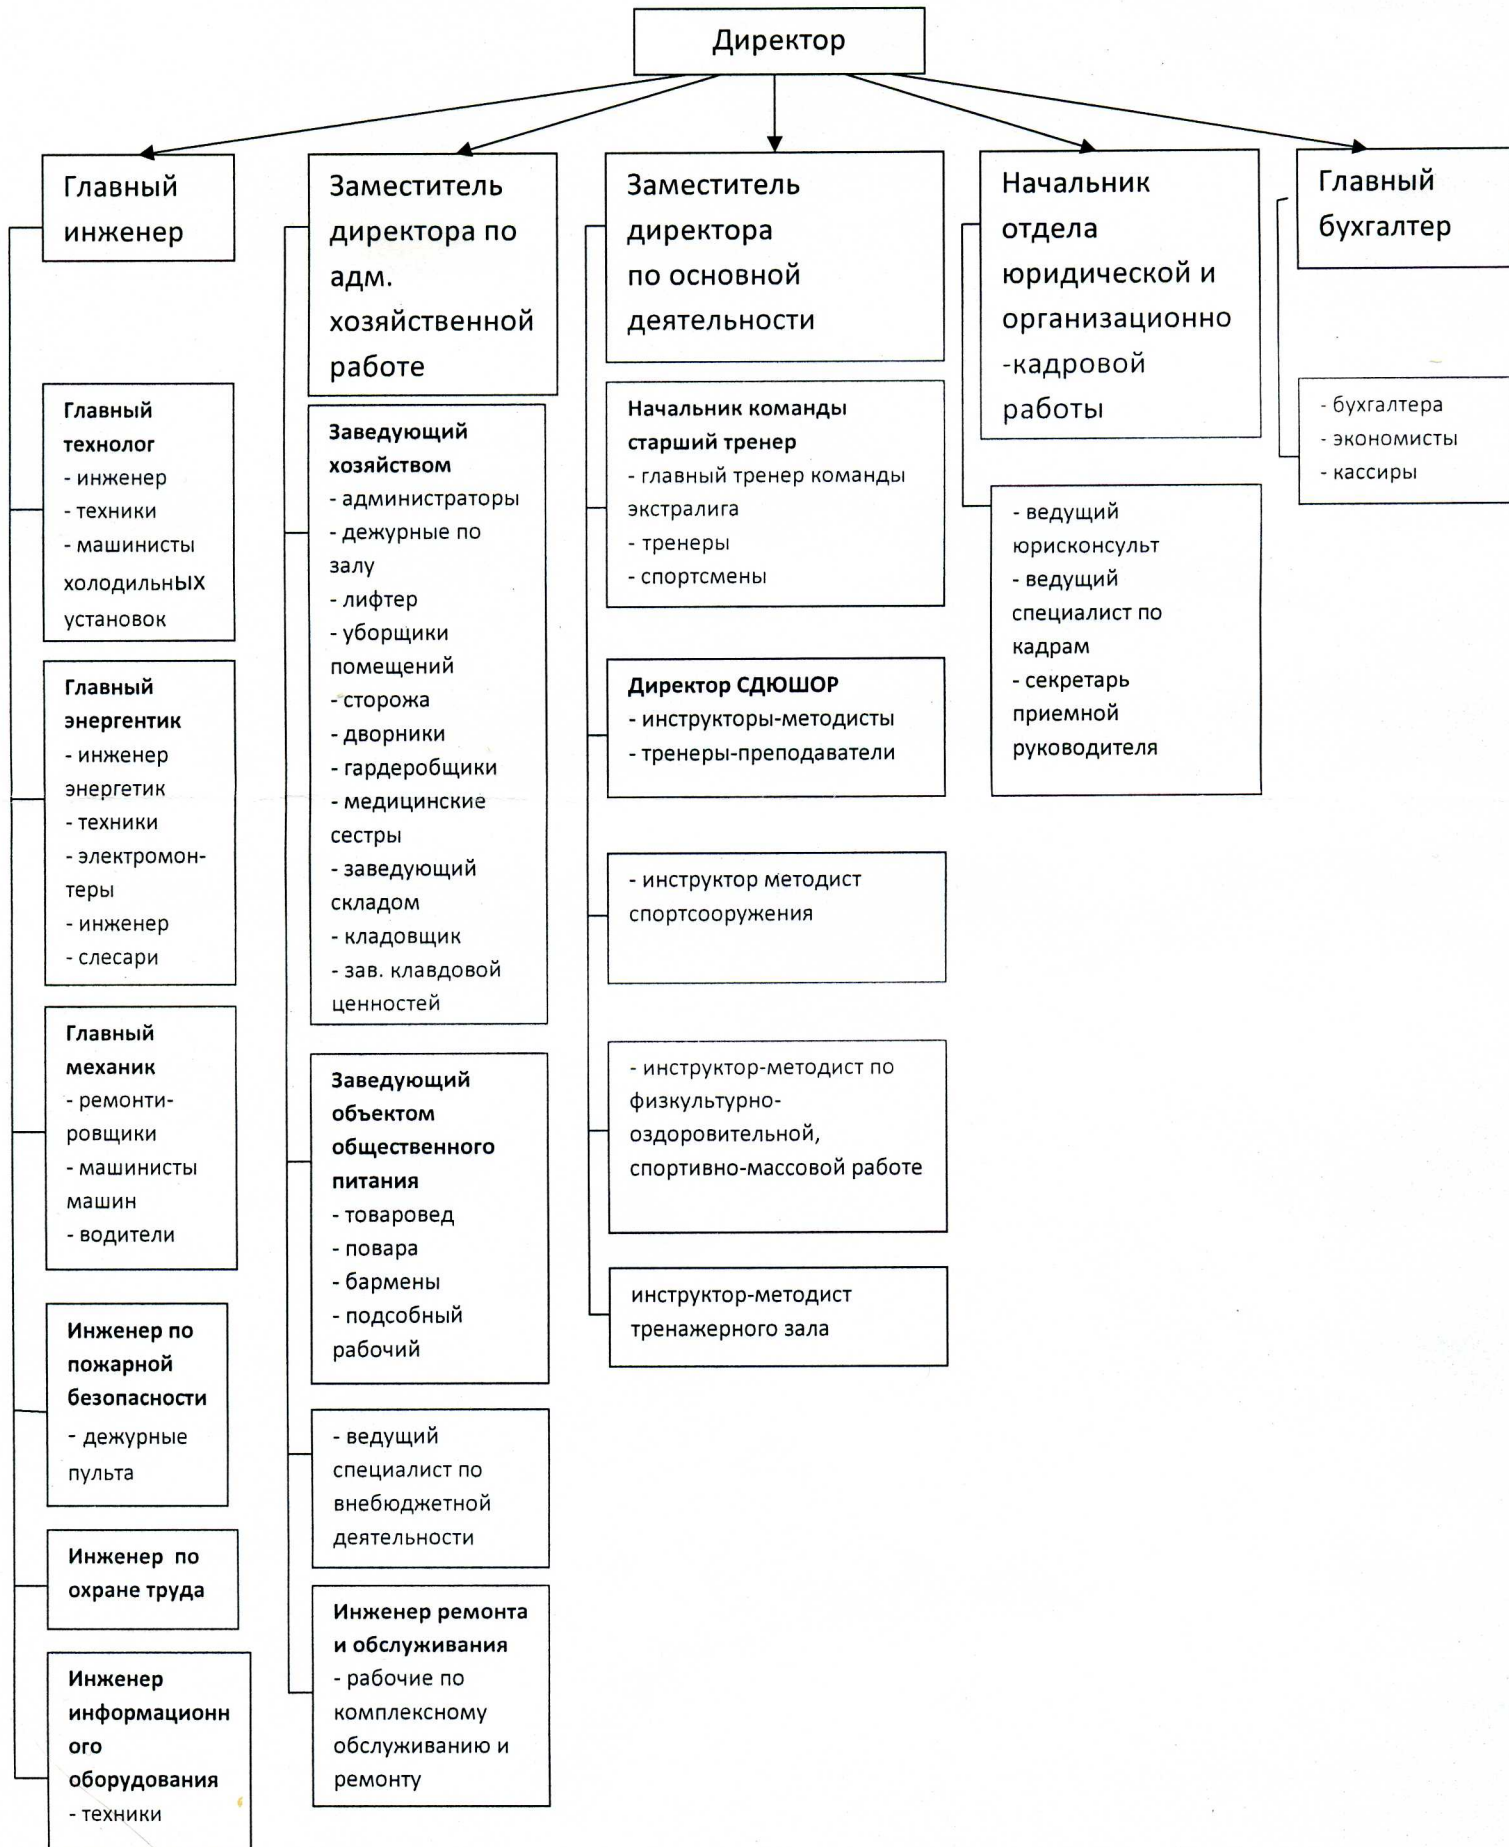 Директор
Главный
инженер
Главный
технолог
- инженер
- техники
- машинисты
холодильных
установок
Главный
энергентик
- инженер
энергетик
- техники
- электромон-
теры
- инженер
- слесари
Главный
механик
- ремонти-
ровщики
- машинисты
машин
- водители
Инженер по
пожарной
безопасности
- дежурные
пульта
Инженер по
охране труда
Инженер
информационн
ого
оборудования
- техники
Заместитель
директора по
адм.
хозяйственной
работе
Заведующий
хозяйством
- администраторы
- дежурные по
залу
- лифтер
- уборщики
помещений
- сторожа
- дворники
- гардеробщики
- медицинские
сестры
- заведующий
складом
- кладовщик
- зав. клавдовой
ценностей
Заведующий
объектом
общественного
питания
- товаровед
- повара
- бармены
- подсобный
рабочий
- ведущий
специалист по
внебюджетной
деятельности
Инженер ремонта
и обслуживания
- рабочие по
комплексному
обслуживанию и
ремонту
Заместитель
директора
по основной
деятельности
Начальник команды
старший тренер
- главный тренер команды
экстралига
- тренеры
- спортсмены
Директор СДЮШОР
- инструкторы-методисты
- тренеры-преподаватели
- инструктор методист
спортсооружения
- инструктор-методист по
физкультурно-
оздоровительной,
спортивно-массовой работе
инструктор-методист
тренажерного зала
Начальник
отдела
юридической и
организационно
-кадровой
работы
- ведущий
юрисконсульт
- ведущий
специалист по
кадрам
- секретарь
приемной
руководителя
Главный
бухгалтер
- бухгалтера
- экономисты
- кассиры